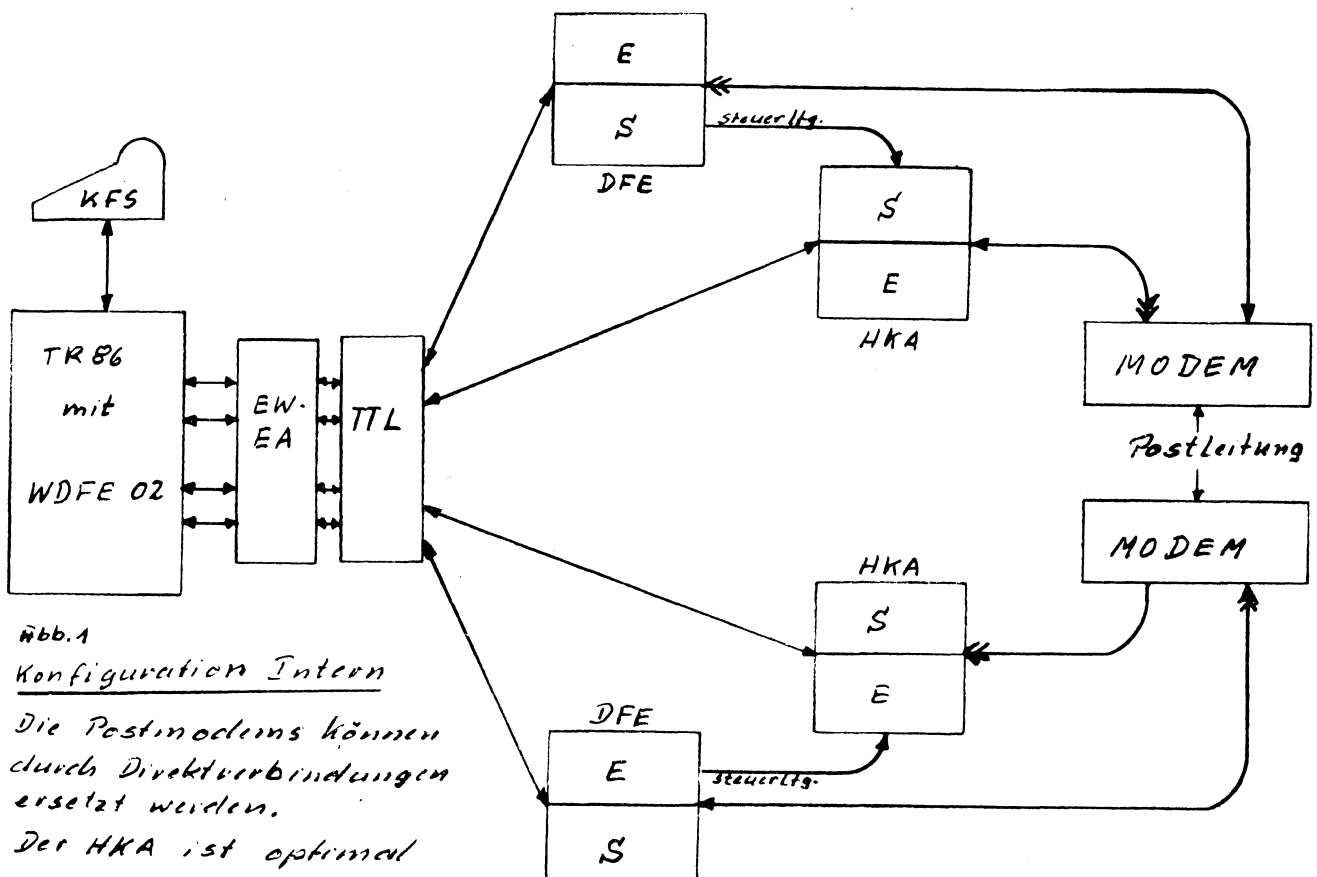 E
S
DFE
Steuerltg.
KFS
S
E
HKA
TR 86
mit
WDFE 02
EW-
EA
TTL
MODEM
Postleitung
MODEM
HKA
S
E
DFE
E
S
Steuerltg.
Abb. 1
Konfiguration Intern
Die Postmodems können
durch Direktverbindungen
ersetzt werden.
Der HKA ist optimal